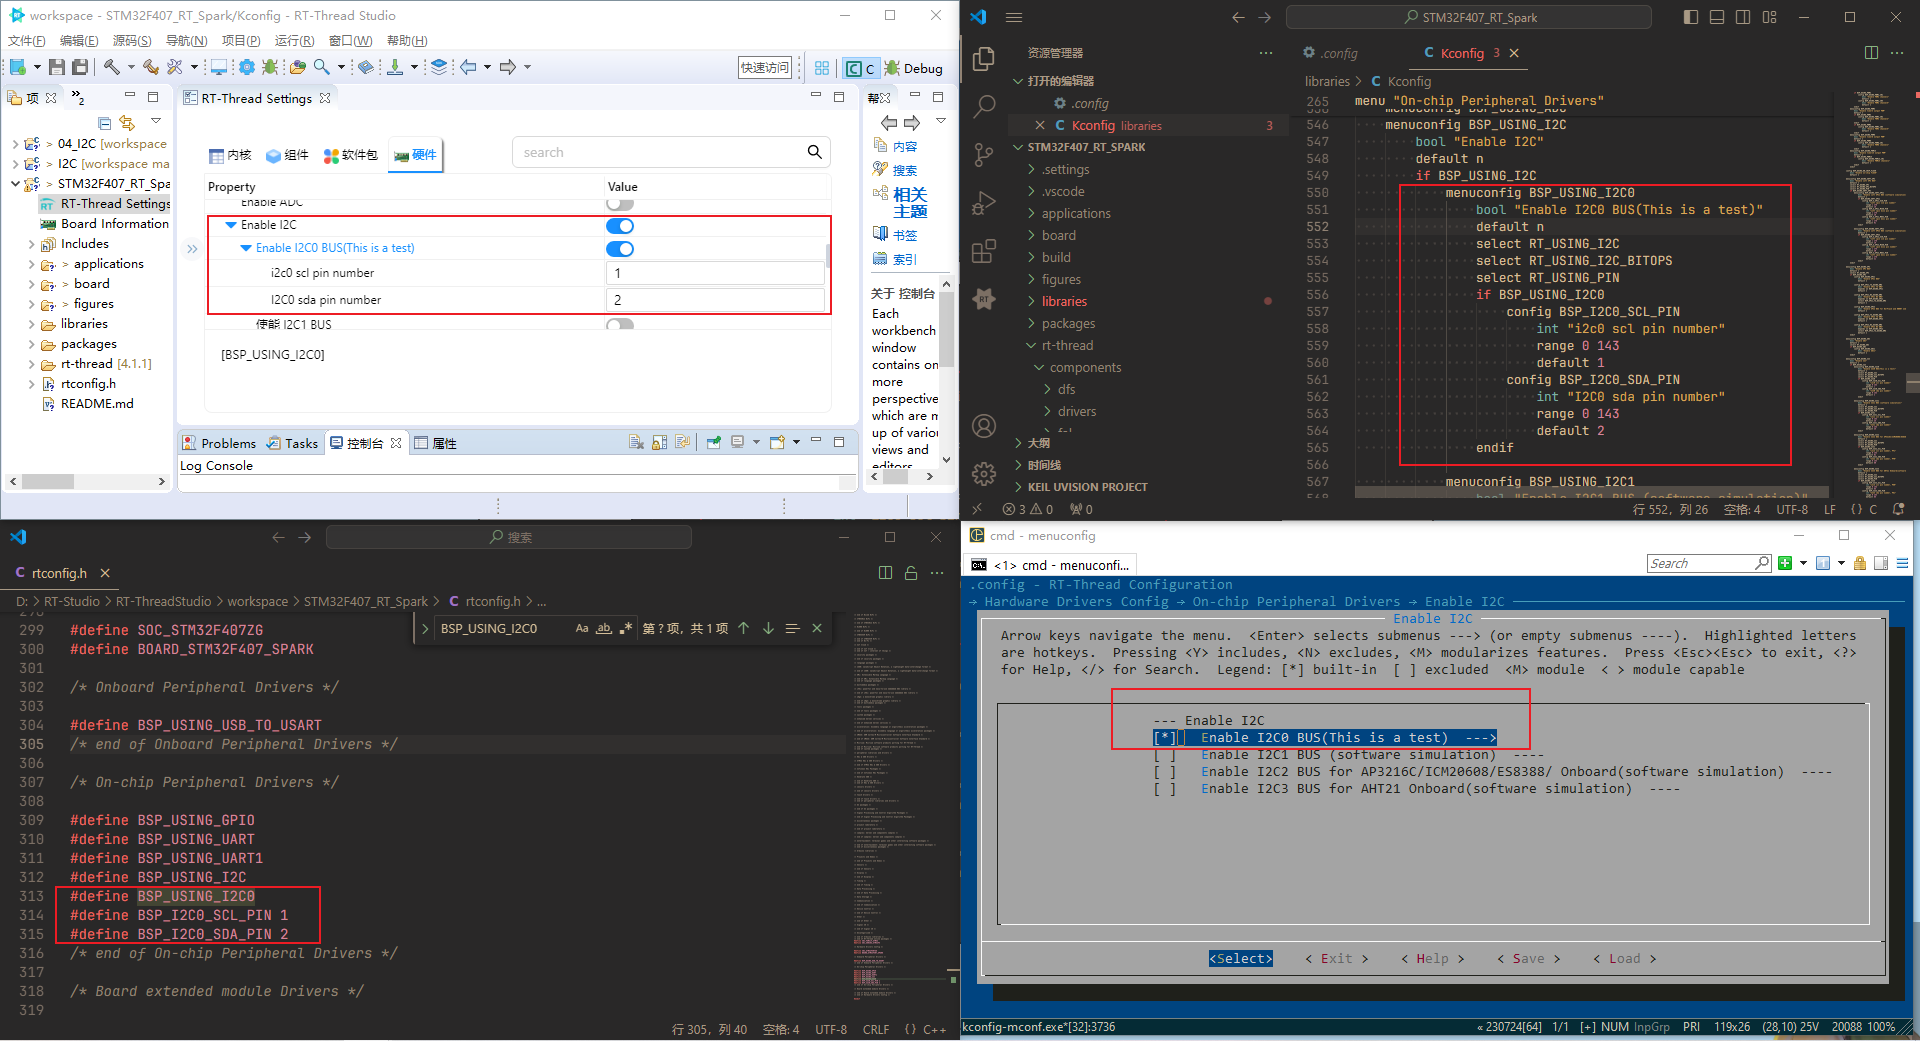 workspace - STM32F407_RT_Spark/Kconfig - RT-Thread Studio
文件(F) 编辑(E) 源码(S) 导航(N) 项目(P) 运行(R) 窗口(W) 帮助(H)
快速访问 C Debug
项 »2
> 04_I2C [workspace
> I2C [workspace ma
> STM32F407_RT_Spa
RT-Thread Settings
Board Information
Includes
> applications
> board
> figures
libraries
packages
rt-thread [4.1.1]
rtconfig.h
README.md
RT-Thread Settings
内核 组件 软件包 硬件
search
Property Value
Enable ADC
Enable I2C
Enable I2C0 BUS(This is a test)
i2c0 scl pin number 1
I2C0 sda pin number 2
使能 I2C1 BUS
[BSP_USING_I2C0]
Problems Tasks 控制台 属性
Log Console
帮
内容
搜索
相关
主题
书签
索引
关于 控制台
Each
workbench
window
contains on
more
perspective
which are m
up of variou
views and
editors
STM32F407_RT_Spark
资源管理器
打开的编辑器
.config
Kconfig libraries 3
STM32F407_RT_SPARK
.settings
.vscode
applications
board
build
figures
libraries
packages
rt-thread
components
dfs
drivers
大纲
时间线
KEIL UVISION PROJECT
.config Kconfig 3
libraries > C Kconfig
265 menu "On-chip Peripheral Drivers"
546 menuconfig BSP_USING_I2C
547 bool "Enable I2C"
548 default n
549 if BSP_USING_I2C
550 menuconfig BSP_USING_I2C0
551 bool "Enable I2C0 BUS(This is a test)"
552 default n
553 select RT_USING_I2C
554 select RT_USING_I2C_BITOPS
555 select RT_USING_PIN
556 if BSP_USING_I2C0
557 config BSP_I2C0_SCL_PIN
558 int "i2c0 scl pin number"
559 range 0 143
560 default 1
561 config BSP_I2C0_SDA_PIN
562 int "I2C0 sda pin number"
563 range 0 143
564 default 2
565 endif
566
567 menuconfig BSP_USING_I2C1
568 bool "Enable I2C1 BUS (software simulation)"
3 0 0 行 552，列 26 空格: 4 UTF-8 LF {} C
搜索
C rtconfig.h
D: > RT-Studio > RT-ThreadStudio > workspace > STM32F407_RT_Spark > C rtconfig.h > ...
BSP_USING_I2C0 Aa ab .* 第 ? 项，共 1 项
299 #define SOC_STM32F407ZG
300 #define BOARD_STM32F407_SPARK
301
302 /* Onboard Peripheral Drivers */
303
304 #define BSP_USING_USB_TO_USART
305 /* end of Onboard Peripheral Drivers */
306
307 /* On-chip Peripheral Drivers */
308
309 #define BSP_USING_GPIO
310 #define BSP_USING_UART
311 #define BSP_USING_UART1
312 #define BSP_USING_I2C
313 #define BSP_USING_I2C0
314 #define BSP_I2C0_SCL_PIN 1
315 #define BSP_I2C0_SDA_PIN 2
316 /* end of On-chip Peripheral Drivers */
317
318 /* Board extended module Drivers */
319
行 305，列 40 空格: 4 UTF-8 CRLF {} C++
cmd - menuconfig
<1> cmd - menuconfi... Search
.config - RT-Thread Configuration
→ Hardware Drivers Config → On-chip Peripheral Drivers → Enable I2C
Enable I2C
Arrow keys navigate the menu. <Enter> selects submenus ---> (or empty submenus ----). Highlighted letters
are hotkeys. Pressing <Y> includes, <N> excludes, <M> modularizes features. Press <Esc><Esc> to exit, <?>
for Help, </> for Search. Legend: [*] built-in [ ] excluded <M> module < > module capable
--- Enable I2C
[*] Enable I2C0 BUS(This is a test) --->
[ ] Enable I2C1 BUS (software simulation) ----
[ ] Enable I2C2 BUS for AP3216C/ICM20608/ES8388/ Onboard(software simulation) ----
[ ] Enable I2C3 BUS for AHT21 Onboard(software simulation) ----
<Select> < Exit > < Help > < Save > < Load >
kconfig-mconf.exe*[32]:3736 « 230724[64] 1/1 [+] NUM InpGrp PRI 119x26 (28,10) 25V 20088 100%